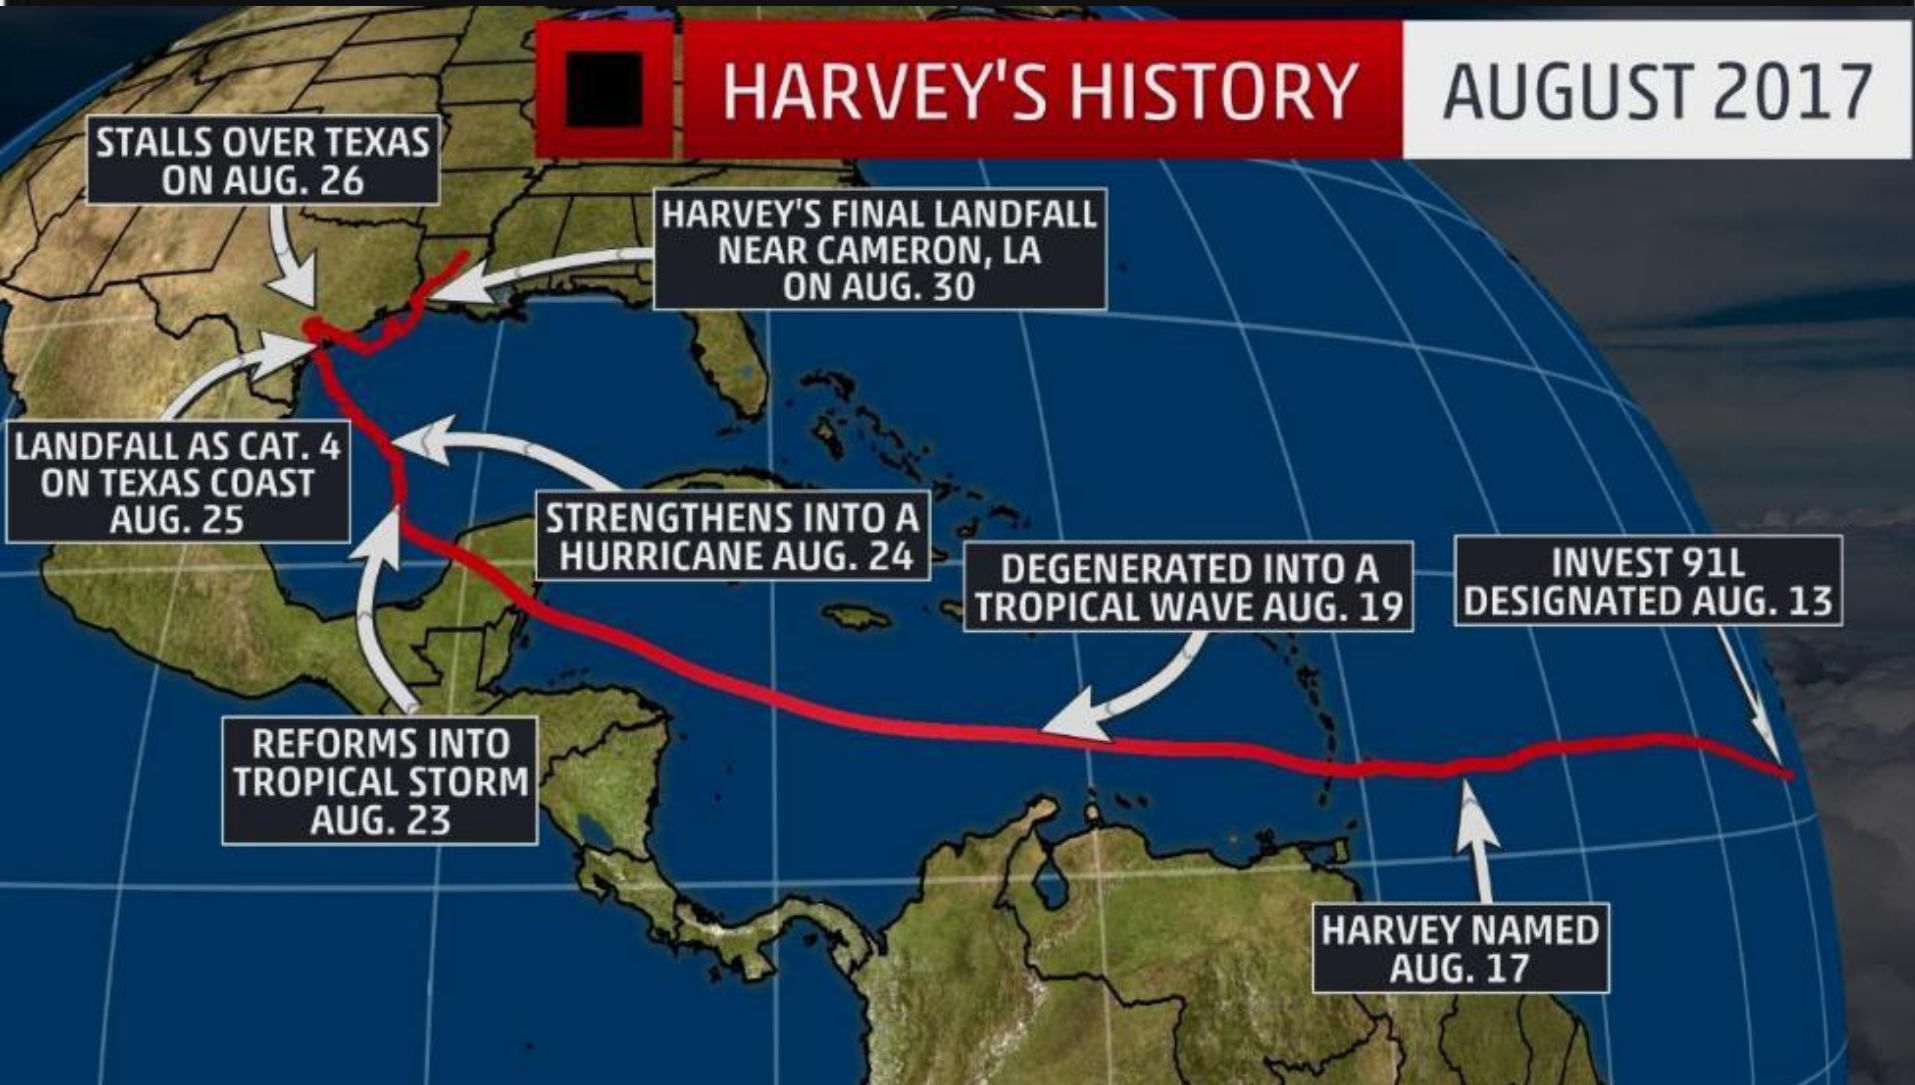 HARVEY'S HISTORY
AUGUST 2017
STALLS OVER TEXAS
ON AUG. 26
HARVEY'S FINAL LANDFALL
NEAR CAMERON, LA
ON AUG. 30
LANDFALL AS CAT. 4
ON TEXAS COAST
AUG. 25
STRENGTHENS INTO A
HURRICANE AUG. 24
DEGENERATED INTO A
TROPICAL WAVE AUG. 19
INVEST 91L
DESIGNATED AUG. 13
REFORMS INTO
TROPICAL STORM
AUG. 23
HARVEY NAMED
AUG. 17